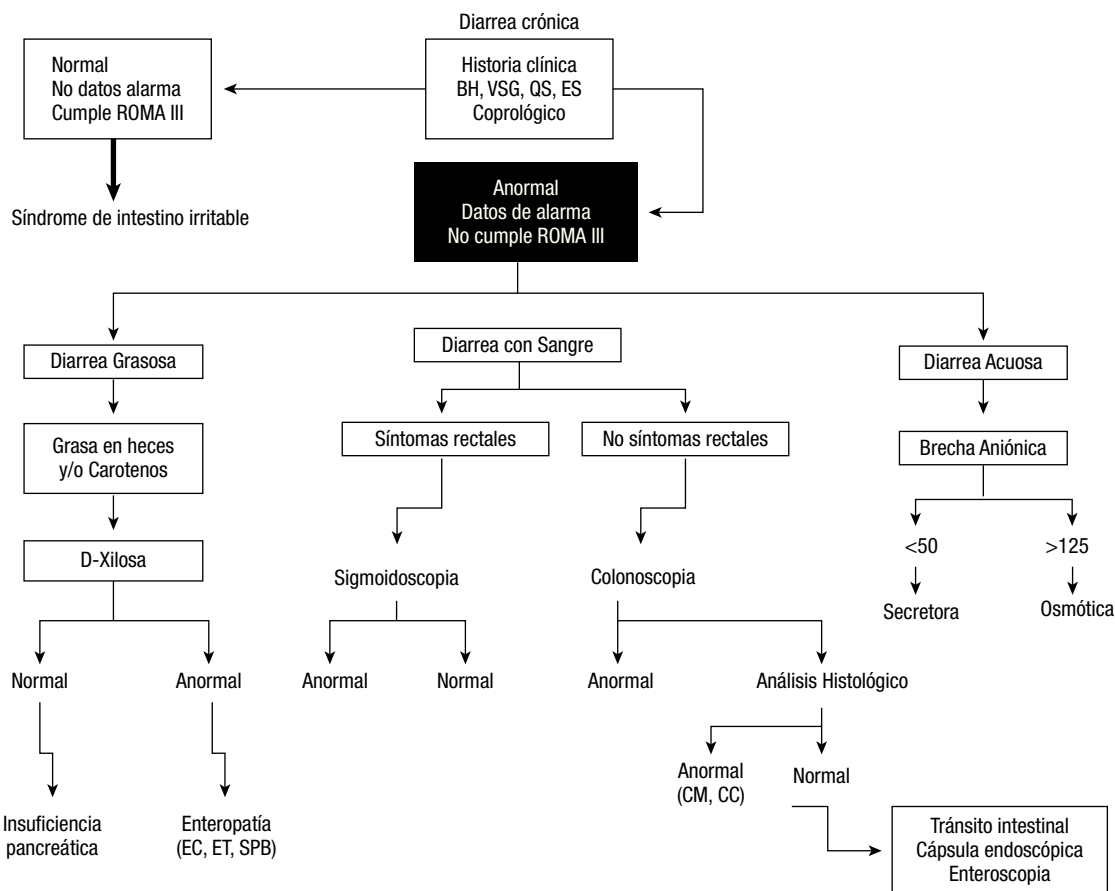 Diarrea crónica
Historia clínica
BH, VSG, QS, ES
Coprológico
Normal
No datos alarma
Cumple ROMA III
Síndrome de intestino irritable
Anormal
Datos de alarma
No cumple ROMA III
Diarrea Grasosa
Diarrea con Sangre
Diarrea Acuosa
Grasa en heces
y/o Carotenos
Síntomas rectales
No síntomas rectales
Brecha Aniónica
D-Xilosa
Sigmoidoscopia
Colonoscopia
<50
>125
Secretora
Osmótica
Normal
Anormal
Anormal
Normal
Anormal
Análisis Histológico
Anormal
(CM, CC)
Normal
Insuficiencia
pancreática
Enteropatía
(EC, ET, SPB)
Tránsito intestinal
Cápsula endoscópica
Enteroscopia